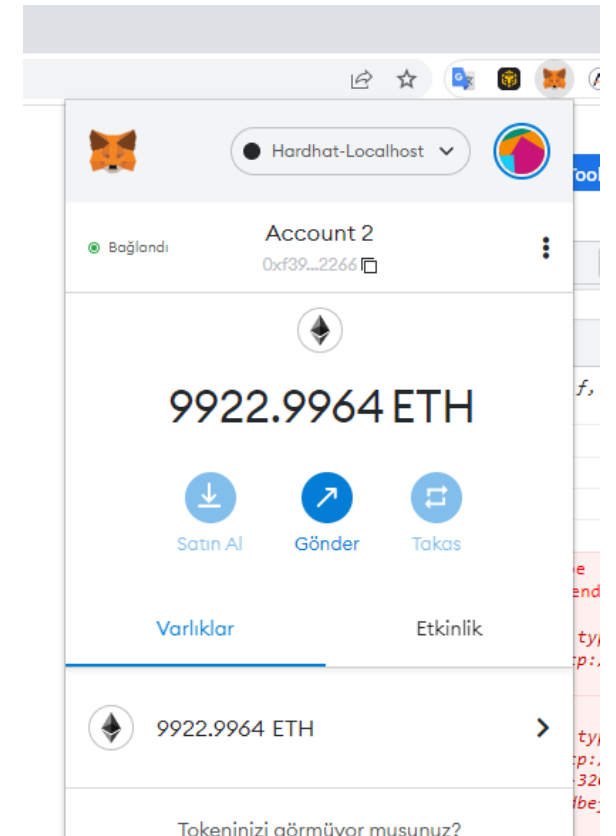 Hardhat-Localhost
Bağlandı
Account 2
0xf39...2266
9922.9964 ETH
Satın Al
Gönder
Takas
Varlıklar
Etkinlik
9922.9964 ETH
Tokeninizi görmüyor musunuz?